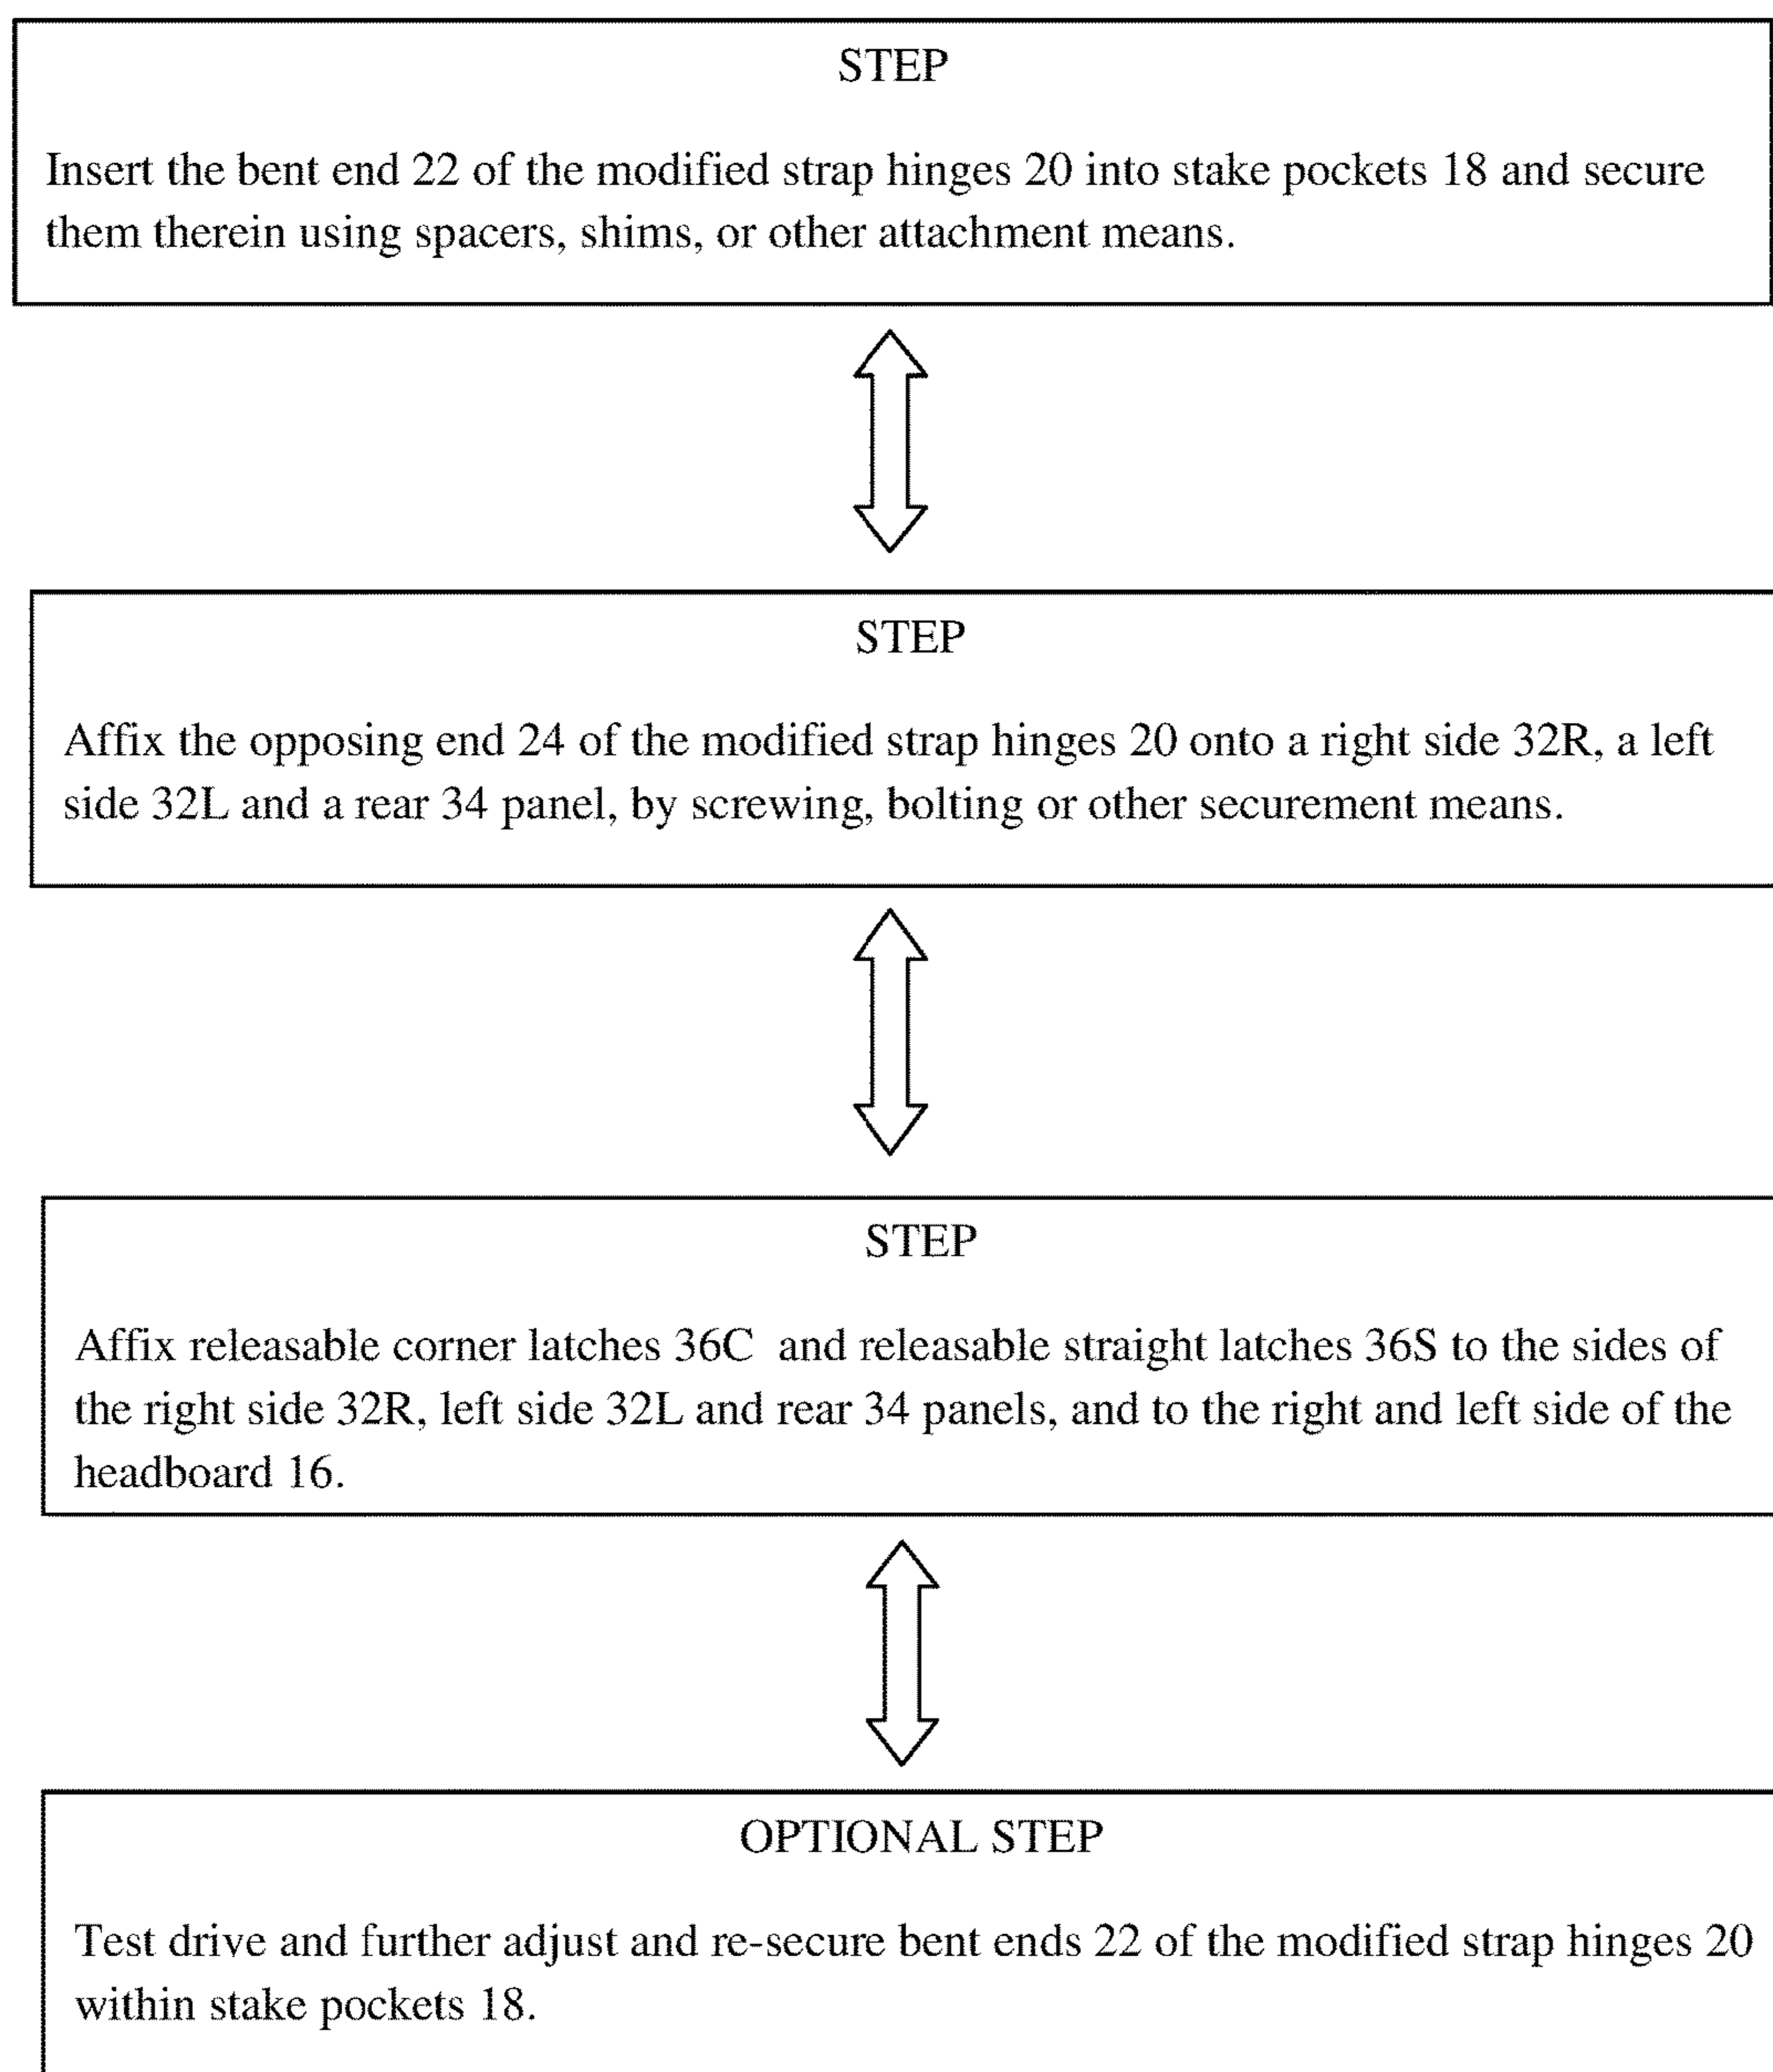 STEP
Insert the bent end 22 of the modified strap hinges 20 into stake pockets 18 and secure
them therein using spacers, shims, or other attachment means.
STEP
Affix the opposing end 24 of the modified strap hinges 20 onto a right side 32R, a left
side 32L and a rear 34 panel, by screwing, bolting or other securement means.
STEP
Affix releasable corner latches 36C and releasable straight latches 36S to the sides of
the right side 32R, left side 32L and rear 34 panels, and to the right and left side of the
headboard 16.
OPTIONAL STEP
Test drive and further adjust and re-secure bent ends 22 of the modified strap hinges 20
within stake pockets 18.